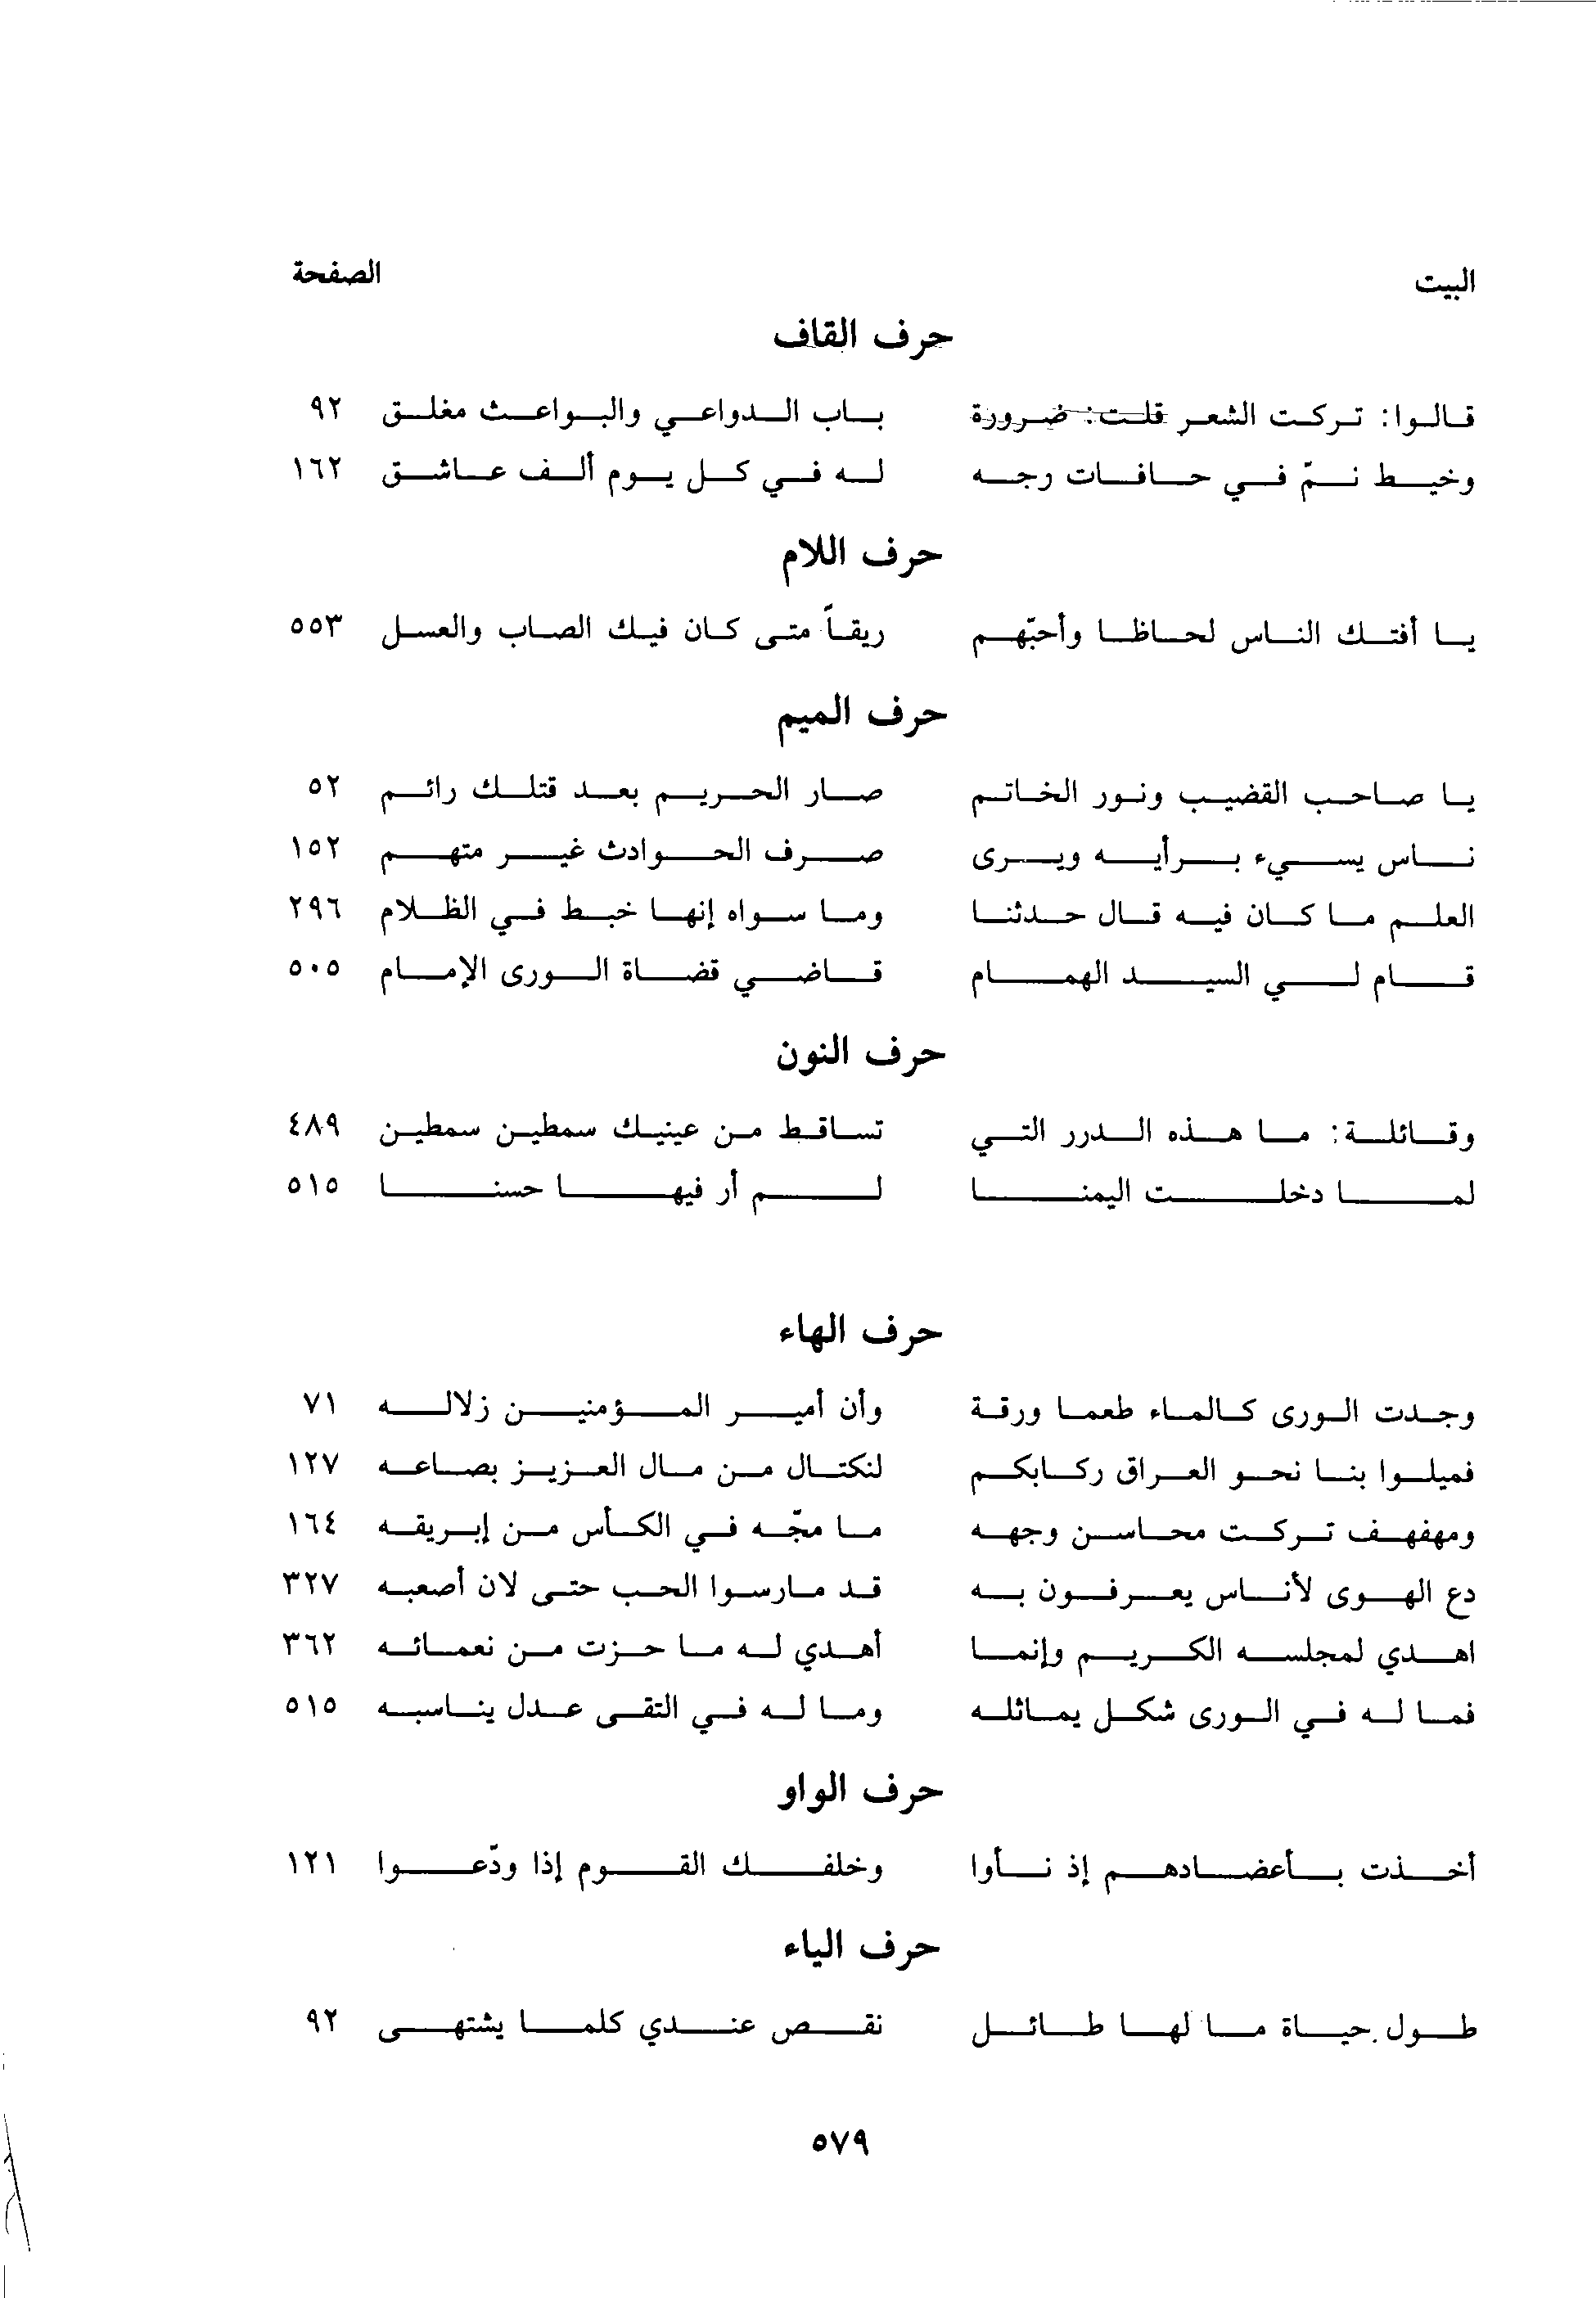 البيت الصفحة
حرف القاف
قالوا: تركت الشعر قلت: ضرورة باب الدواعي والبواعث مغلق ٩٢
وخيط نمّ في حافات رجه له في كل يوم ألف عاشق ١٦٢
حرف اللام
يا أفتك الناس لحاظا وأحبّهم ريقاً متى كان فيك الصاب والعسل ٥٥٣
حرف الميم
يا صاحب القضيب ونور الخاتم صار الحريم بعد قتلك رائم ٥٢
ناس يسيء برأيه ويرى صرف الحوادث غير متهم ١٥٢
العلم ما كان فيه قال حدثنا وما سواه إنها خبط في الظلام ٢٩٦
قام لي السيد الهمام قاضي قضاة الورى الإمام ٥٠٥
حرف النون
وقائلة: ما هذه الدرر التي تساقط من عينيك سمطين سمطين ٤٨٩
لما دخلت اليمنا لم أر فيها حسنا ٥١٥
حرف الهاء
وجدت الورى كالماء طعما ورقة وأن أمير المؤمنين زلاله ٧١
فميلوا بنا نحو العراق ركابكم لنكتال من مال العزيز بصاعه ١٢٧
ومهفهف تركت محاسن وجهه ما مجّه في الكأس من إبريقه ١٦٤
دع الهوى لأناس يعرفون به قد مارسوا الحب حتى لان أصعبه ٣٢٧
اهدي لمجلسه الكريم وإنما أهدي له ما حزت من نعمائه ٣٦٢
فما له في الورى شكل يماثله وما له في التقى عدل يناسبه ٥١٥
حرف الواو
أخذت بأعضادهم إذ نأوا وخلفك القوم إذا ودّعوا ١٢١
حرف الياء
طول حياة ما لها طائل نقص عندي كلما يشتهى ٩٢
٥٧٩